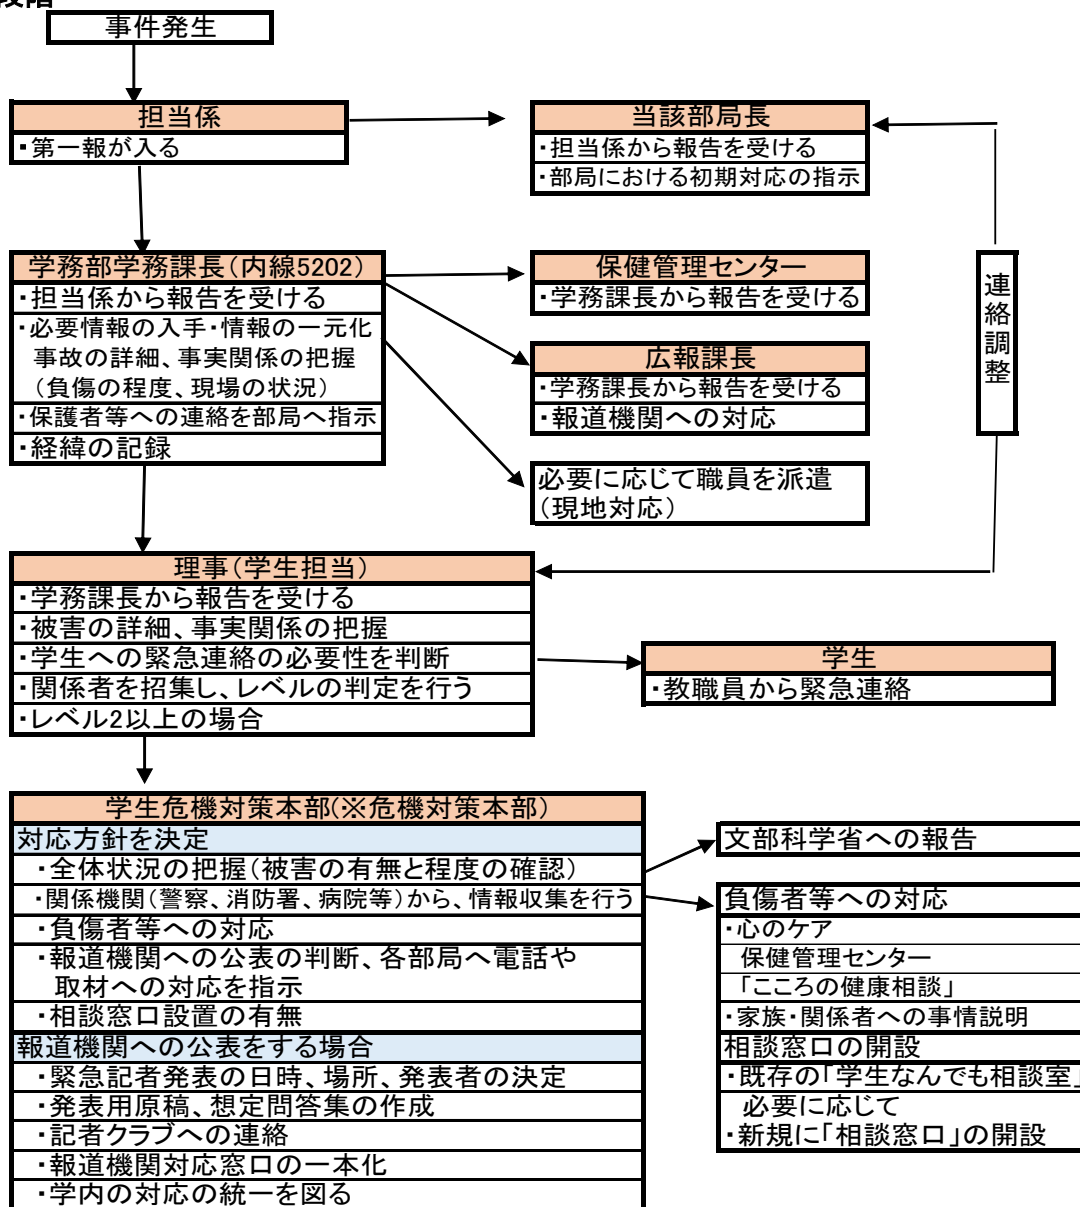 事件発生
担当係
・第一報が入る
当該部局長
・担当係から報告を受ける
・部局における初期対応の指示
学務部学務課長(内線5202)
・担当係から報告を受ける
・必要情報の入手・情報の一元化
事故の詳細、事実関係の把握
(負傷の程度、現場の状況)
・保護者等への連絡を部局へ指示
・経緯の記録
保健管理センター
・学務課長から報告を受ける
広報課長
・学務課長から報告を受ける
・報道機関への対応
必要に応じて職員を派遣
(現地対応)
連絡調整
理事(学生担当)
・学務課長から報告を受ける
・被害の詳細、事実関係の把握
・学生への緊急連絡の必要性を判断
・関係者を招集し、レベルの判定を行う
・レベル2以上の場合
学生
・教職員から緊急連絡
学生危機対策本部(※危機対策本部)
対応方針を決定
・全体状況の把握(被害の有無と程度の確認)
・関係機関(警察、消防署、病院等)から、情報収集を行う
・負傷者等への対応
・報道機関への公表の判断、各部局へ電話や
取材への対応を指示
・相談窓口設置の有無
報道機関への公表をする場合
・緊急記者発表の日時、場所、発表者の決定
・発表用原稿、想定問答集の作成
・記者クラブへの連絡
・報道機関対応窓口の一本化
・学内の対応の統一を図る
文部科学省への報告
負傷者等への対応
・心のケア
保健管理センター
「こころの健康相談」
・家族・関係者への事情説明
相談窓口の開設
・既存の「学生なんでも相談室」
必要に応じて
・新規に「相談窓口」の開設